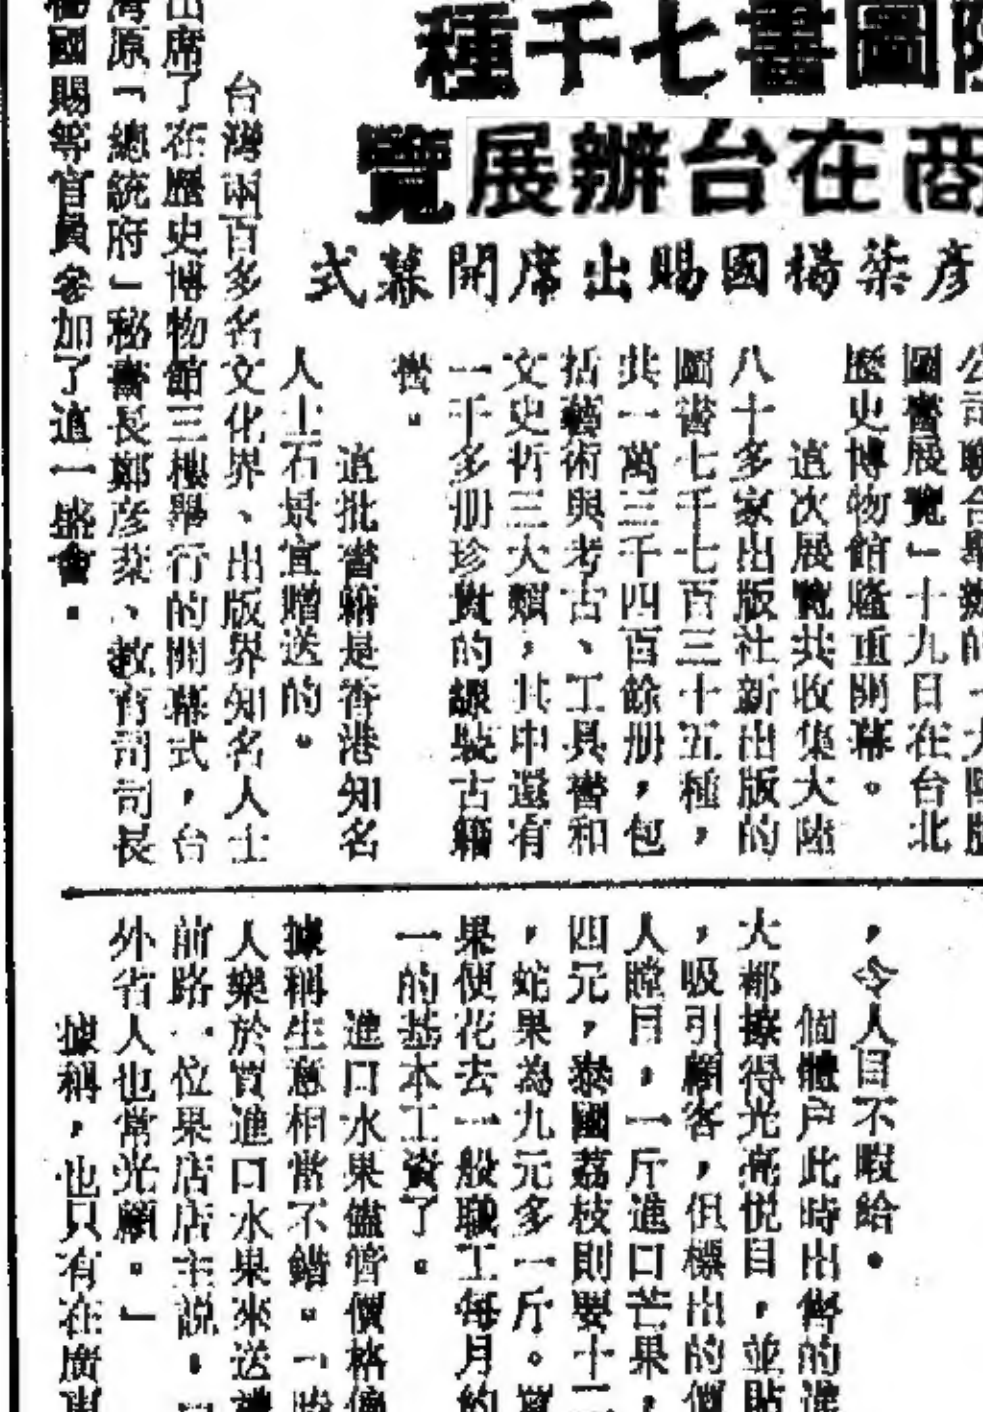 種千七書圖
覽展辦台在商
式幕開席出賜國楊棻彥
圖書展覽」十九日在台北
歷史博物館隆重開幕。
這次展覽共收集大陸
八十多家出版社新出版的
圖書七千七百三十五種，
共一萬三千四百餘册，包
括藝術與考古、工具書和
文史哲三大類，其中還有
一千多册珍貴的綫裝古籍
書。
這批書籍是香港知名
人士石景宜贈送的。
台灣兩百多名文化界、出版界知名人士
出席了在歷史博物館三樓舉行的開幕式，台
灣原「總統府」秘書長鄭彥棻、教育部司長
楊國賜等官員參加了這一盛會。
，令人目不暇給。
個體户此時出售的進
大都擦得光亮悦目，並貼
，吸引顧客，但標出的價
人瞠目，一斤進口芒果，
四元，泰國荔枝則要十二
，蛇果為九元多一斤。買
果便花去一般職工每月約
一的基本工資了。
進口水果儘管價格
據稱生意相當不錯。一
人樂於買進口水果來送禮
前路一位果店店主説。
外省人也常光顧。」
據稱，也只有在廣東